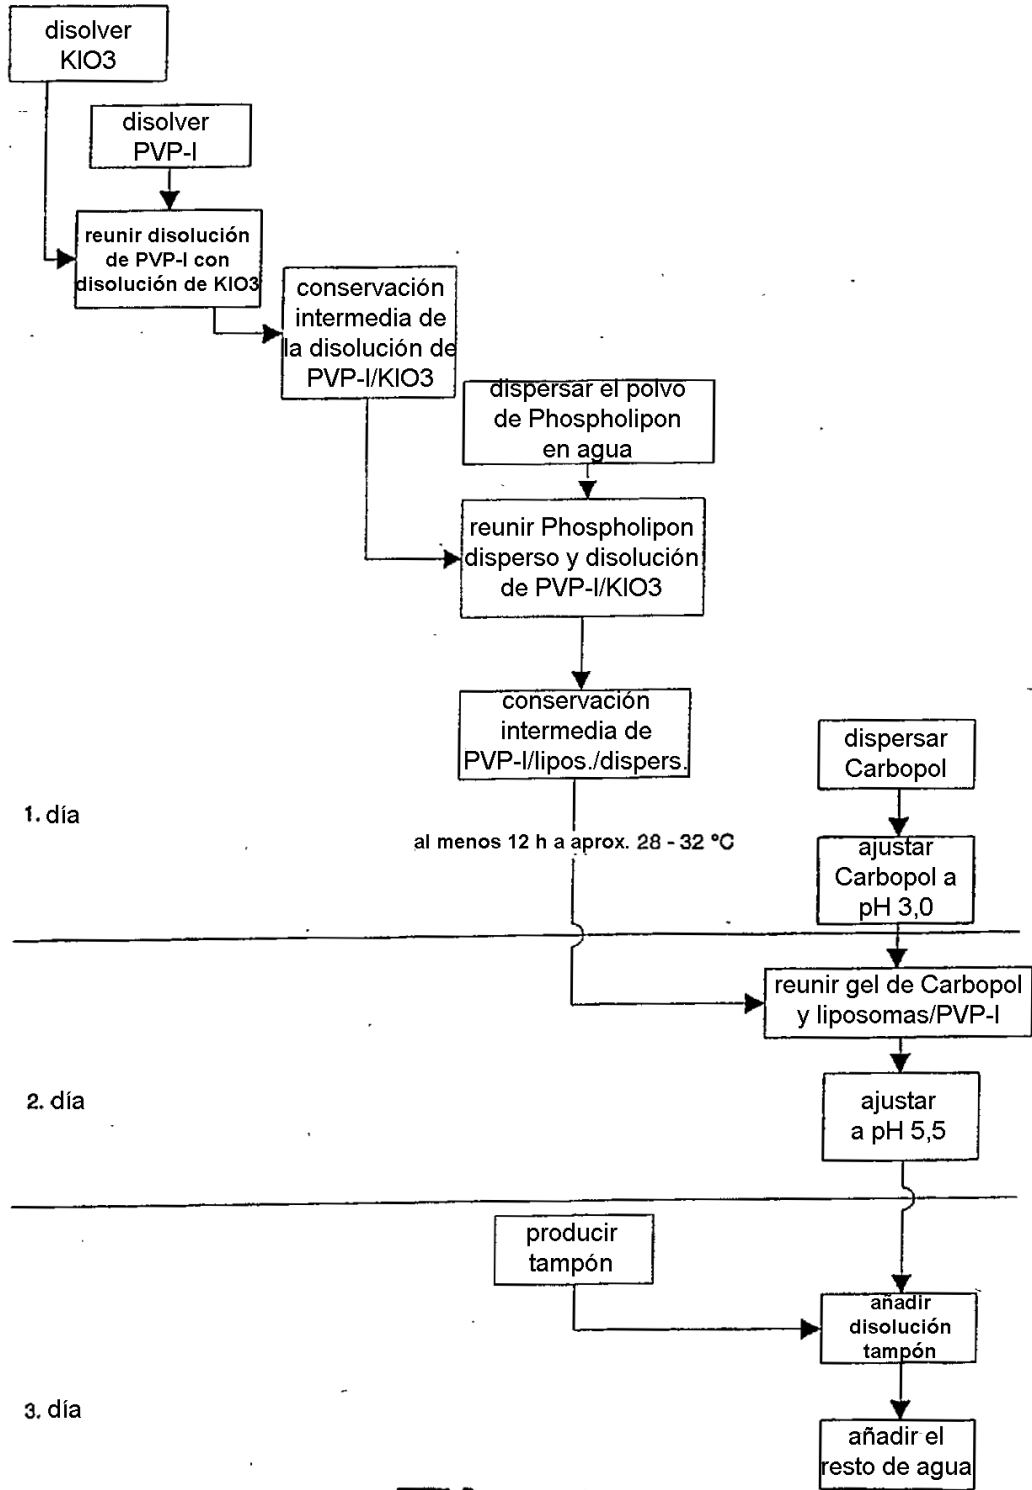 disolver
KIO3
disolver
PVP-I
reunir disolución
de PVP-I con
disolución de KIO3
conservación
intermedia de
la disolución de
PVP-I/KIO3
dispersar el polvo
de Phospholipon
en agua
reunir Phospholipon
disperso y disolución
de PVP-I/KIO3
conservación
intermedia de
PVP-I/lipos./dispers.
dispersar
Carbopol
1. día
al menos 12 h a aprox. 28 - 32 °C
ajustar
Carbopol a
pH 3,0
reunir gel de Carbopol
y liposomas/PVP-I
2. día
ajustar
a pH 5,5
producir
tampón
añadir
disolución
tampón
3. día
añadir el
resto de agua